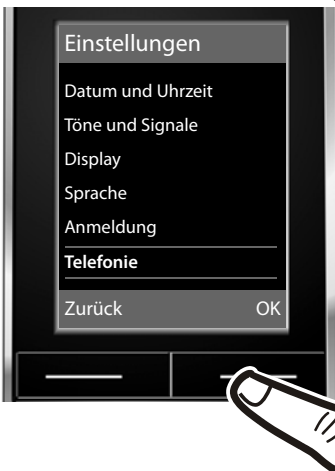 Einstellungen
Datum und Uhrzeit
Töne und Signale
Display
Sprache
Anmeldung
Telefonie
Zurück OK